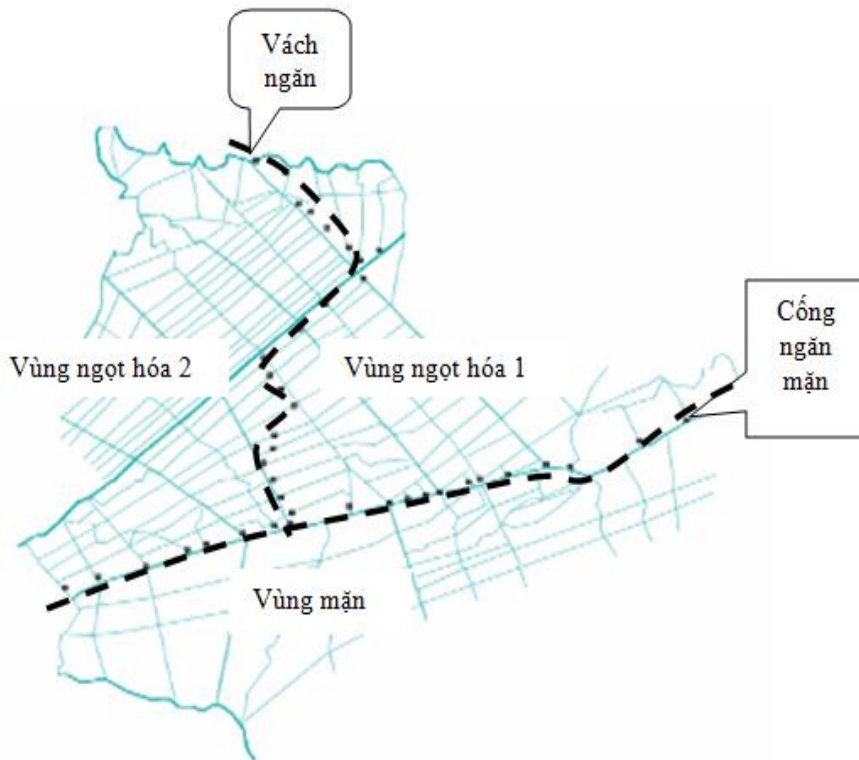 Vách
ngăn
Cống
ngăn
mặn
Vùng ngọt hóa 2
Vùng ngọt hóa 1
Vùng mặn